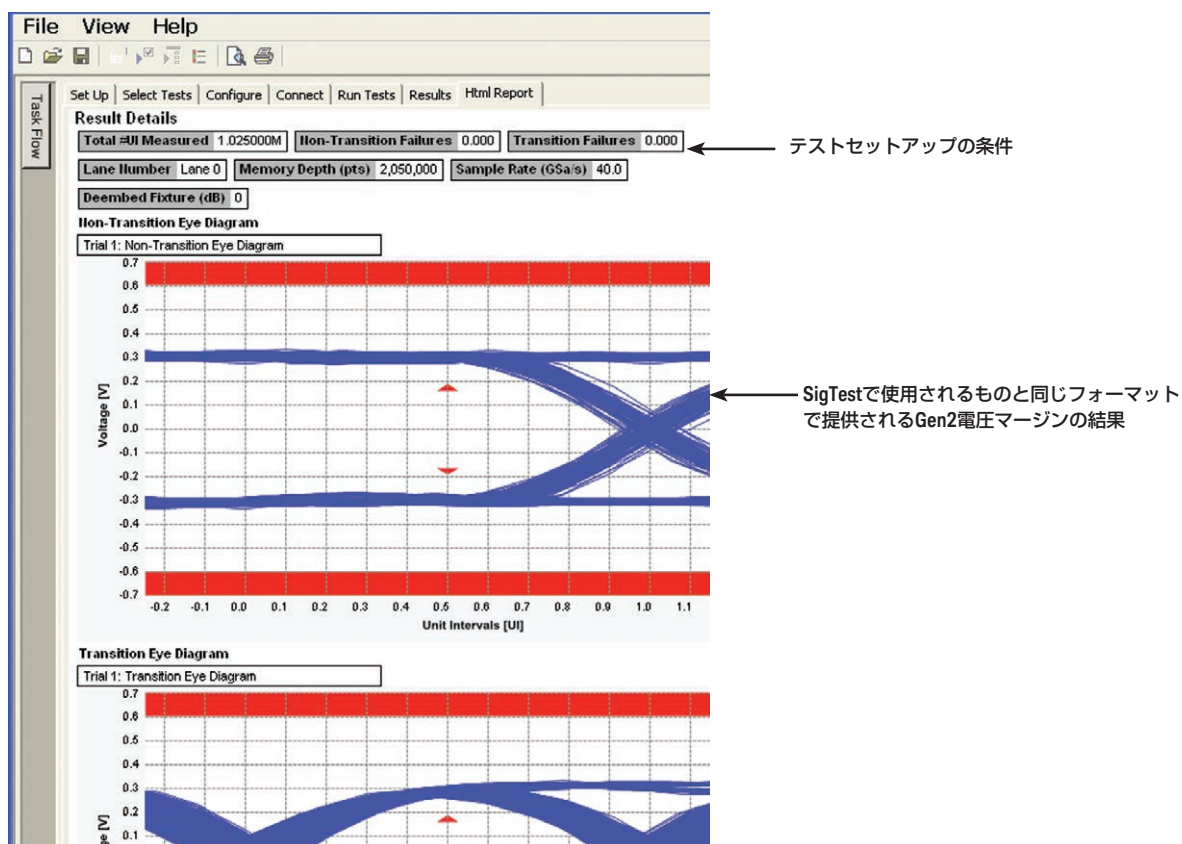 File View Help
Task Flow
Set Up Select Tests Configure Connect Run Tests Results Html Report
Result Details
Total #UI Measured 1.025000M Non-Transition Failures 0.000 Transition Failures 0.000
テストセットアップの条件
Lane Number Lane 0 Memory Depth (pts) 2,050,000 Sample Rate (GSa/s) 40.0
Deembed Fixture (dB) 0
Non-Transition Eye Diagram
Trial 1: Non-Transition Eye Diagram
0.7
0.6
0.5
0.4
0.3
0.2
0.1
0.0
-0.1
-0.2
-0.3
-0.4
-0.5
-0.6
-0.7
Voltage [V]
-0.2 -0.1 0.0 0.1 0.2 0.3 0.4 0.5 0.6 0.7 0.8 0.9 1.0 1.1
Unit Intervals [UI]
SigTestで使用されるものと同じフォーマット
で提供されるGen2電圧マージンの結果
Transition Eye Diagram
Trial 1: Transition Eye Diagram
0.7
0.6
0.5
0.4
0.3
0.2
0.1
ge [V]